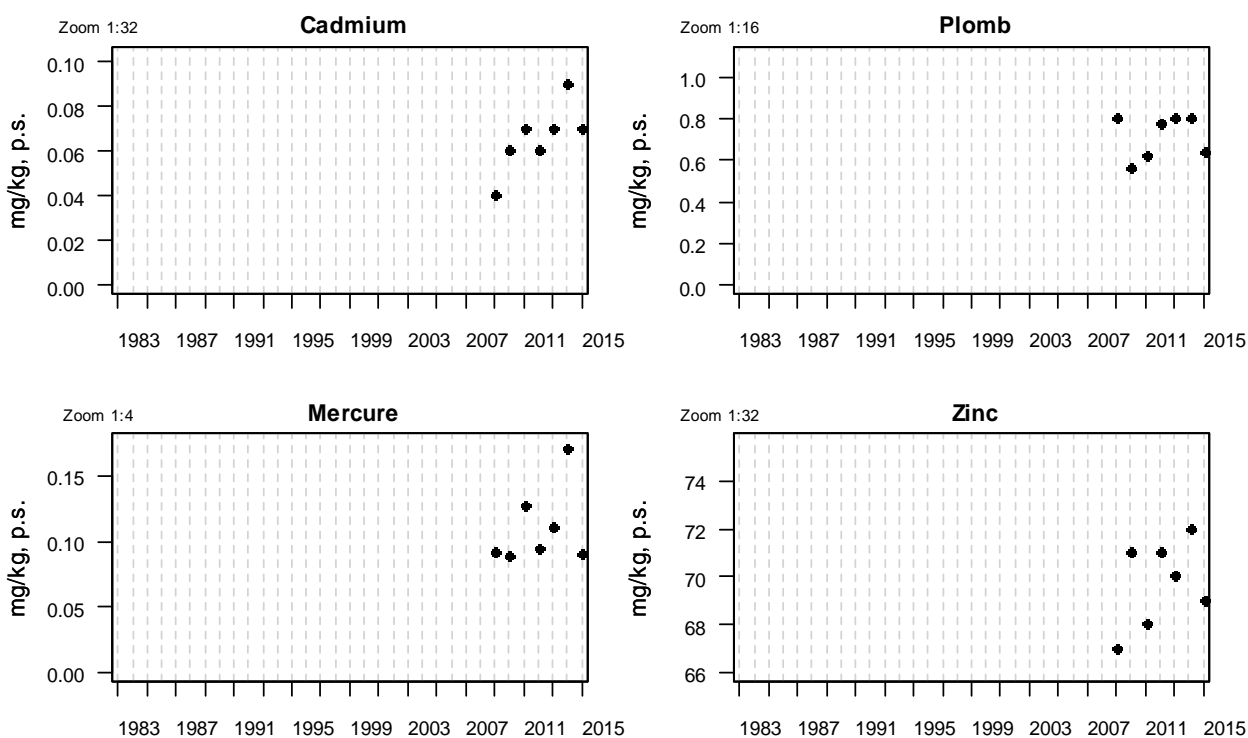 Zoom 1:32 Cadmium
mg/kg, p.s.
0.10
0.08
0.06
0.04
0.02
0.00
1983 1987 1991 1995 1999 2003 2007 2011 2015
Zoom 1:16 Plomb
mg/kg, p.s.
1.0
0.8
0.6
0.4
0.2
0.0
1983 1987 1991 1995 1999 2003 2007 2011 2015
Zoom 1:4 Mercure
mg/kg, p.s.
0.15
0.10
0.05
0.00
1983 1987 1991 1995 1999 2003 2007 2011 2015
Zoom 1:32 Zinc
mg/kg, p.s.
74
72
70
68
66
1983 1987 1991 1995 1999 2003 2007 2011 2015